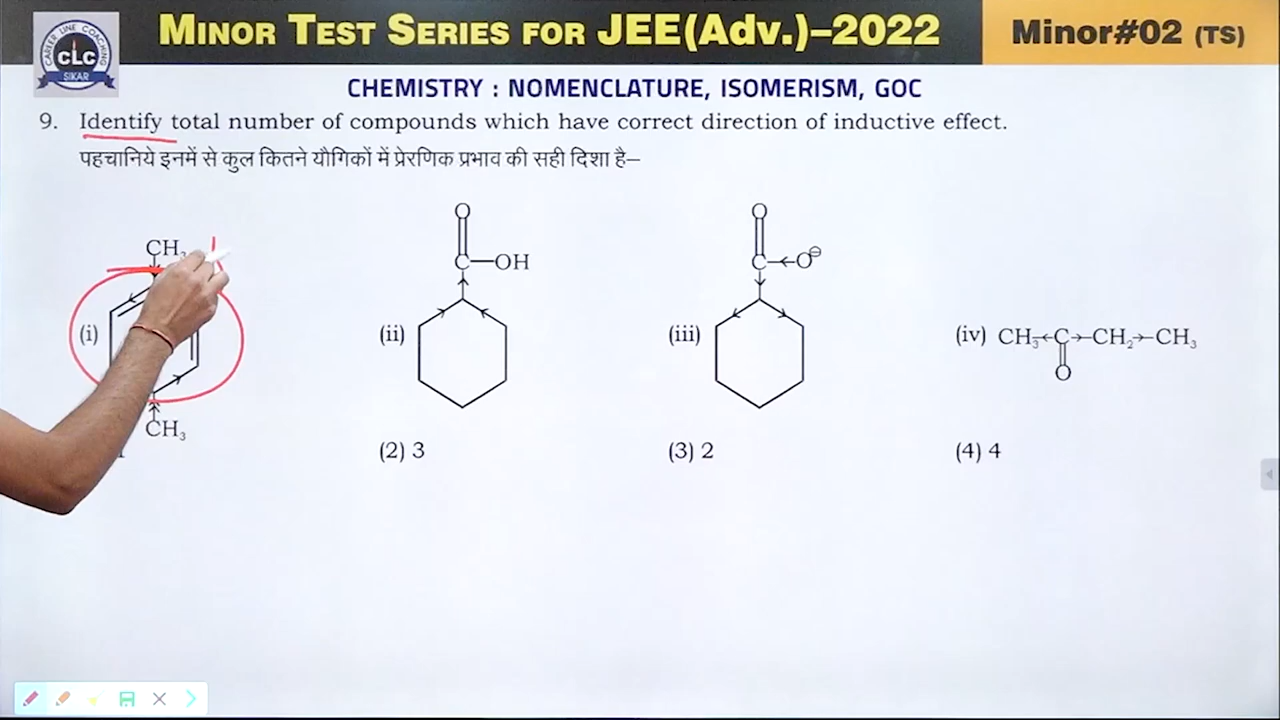 MINOR TEST SERIES FOR JEE(Adv.)–2022
Minor#02 (TS)
CAREER LINE COACHING
CLC
SIKAR
CHEMISTRY : NOMENCLATURE, ISOMERISM, GOC
9. Identify total number of compounds which have correct direction of inductive effect.
पहचानिये इनमें से कुल कितने यौगिकों में प्रेरणिक प्रभाव की सही दिशा है–
(i) CH₃ CH₃
(ii) O C—OH
(iii) O C O⊖
(iv) CH₃ C CH₂ CH₃ O
(2) 3
(3) 2
(4) 4